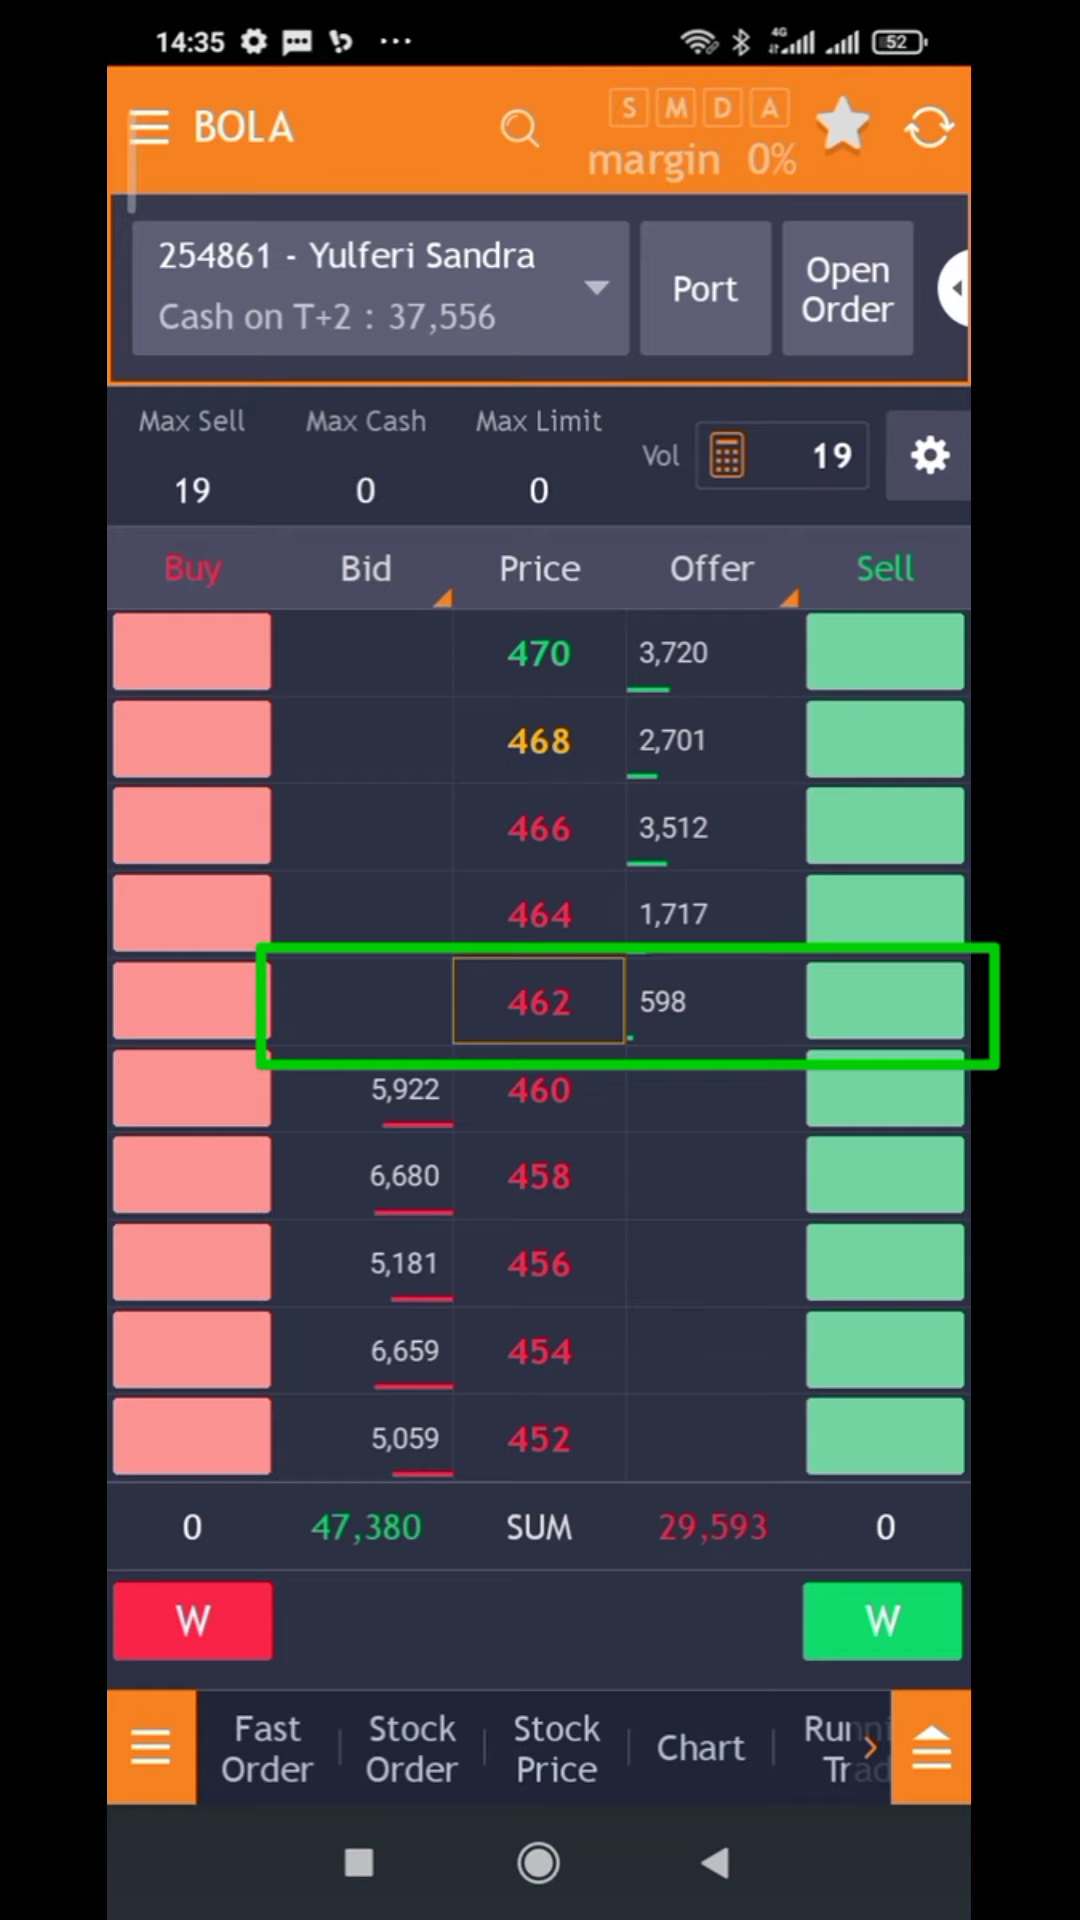 14:35 4G 52
BOLA S M D A
margin 0%
254861 - Yulferi Sandra
Cash on T+2 : 37,556
Port
Open
Order
Max Sell Max Cash Max Limit
Vol 19
19 0 0
Buy Bid Price Offer Sell
470 3,720
468 2,701
466 3,512
464 1,717
462 598
5,922 460
6,680 458
5,181 456
6,659 454
5,059 452
0 47,380 SUM 29,593 0
W W
Fast
Order
Stock
Order
Stock
Price
Chart
Runni
Trad